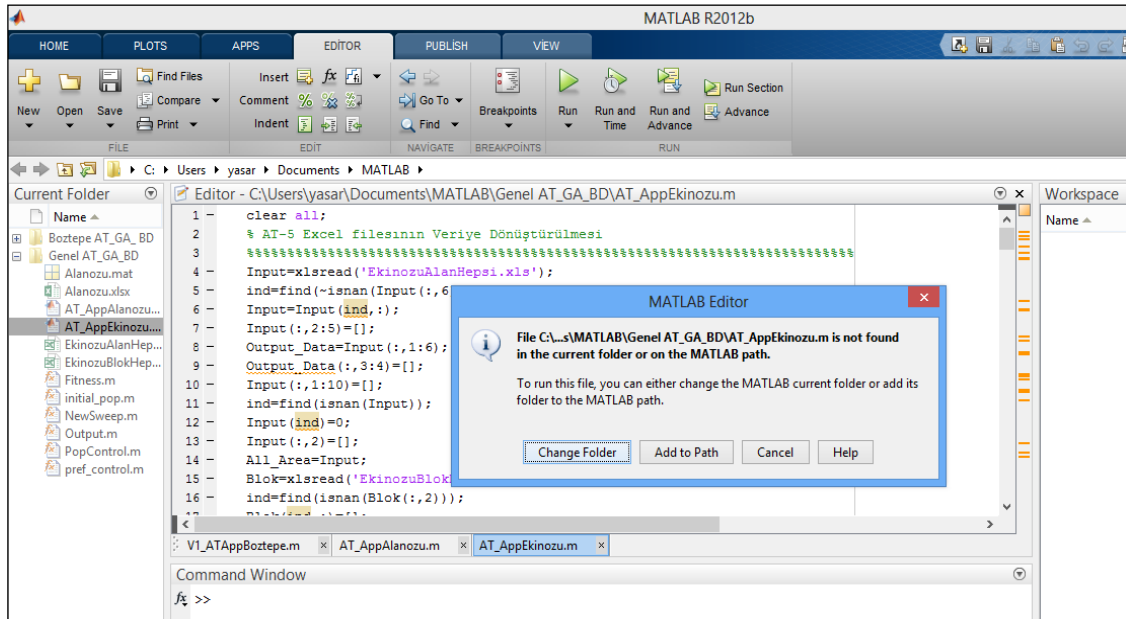 MATLAB R2012b
HOME PLOTS APPS EDİTOR PUBLİSH VİEW
Find Files
Compare
Print
Insert fx
Comment
Indent
Go To
Find
New Open Save
Breakpoints
Run
Run and Time
Run and Advance
Run Section
Advance
FİLE EDİT NAVİGATE BREAKPOİNTS RUN
C: Users yasar Documents MATLAB
Current Folder
Name
Boztepe AT_GA_ BD
Genel AT_GA_BD
Alanozu.mat
Alanozu.xlsx
AT_AppAlanozu...
AT_AppEkinozu....
EkinozuAlanHep...
EkinozuBlokHep...
Fitness.m
initial_pop.m
NewSweep.m
Output.m
PopControl.m
pref_control.m
Editor - C:\Users\yasar\Documents\MATLAB\Genel AT_GA_BD\AT_AppEkinozu.m
1 - clear all;
2 % AT-5 Excel filesının Veriye Dönüştürülmesi
3 %%%%%%%%%%%%%%%%%%%%%%%%%%%%%%%%%%%%%%%%%%%%%%%%%%%%%%%%%%%%%%%%%%%%%%%%%%
4 - Input=xlsread('EkinozuAlanHepsi.xls');
5 - ind=find(~isnan(Input(:,6
6 - Input=Input(ind,:);
7 - Input(:,2:5)=[];
8 - Output_Data=Input(:,1:6);
9 - Output_Data(:,3:4)=[];
10 - Input(:,1:10)=[];
11 - ind=find(isnan(Input));
12 - Input(ind)=0;
13 - Input(:,2)=[];
14 - All_Area=Input;
15 - Blok=xlsread('EkinozuBlok
16 - ind=find(isnan(Blok(:,2)));
MATLAB Editor
File C:\...s\MATLAB\Genel AT_GA_BD\AT_AppEkinozu.m is not found
in the current folder or on the MATLAB path.
To run this file, you can either change the MATLAB current folder or add its
folder to the MATLAB path.
Change Folder Add to Path Cancel Help
V1_ATAppBoztepe.m × AT_AppAlanozu.m × AT_AppEkinozu.m ×
Command Window
fx >>
Workspace
Name